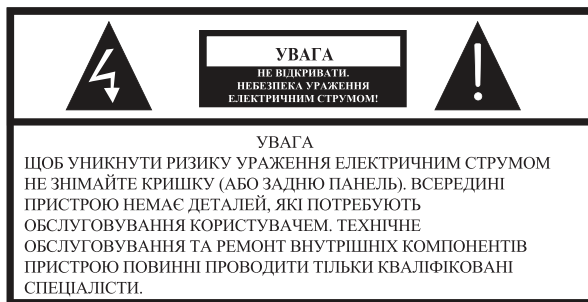 УВАГА
НЕ ВІДКРИВАТИ.
НЕБЕЗПЕКА УРАЖЕННЯ
ЕЛЕКТРИЧНИМ СТРУМОМ!
УВАГА
ЩОБ УНИКНУТИ РИЗИКУ УРАЖЕННЯ ЕЛЕКТРИЧНИМ СТРУМОМ
НЕ ЗНІМАЙТЕ КРИШКУ (АБО ЗАДНЮ ПАНЕЛЬ). ВСЕРЕДИНІ
ПРИСТРОЮ НЕМАЄ ДЕТАЛЕЙ, ЯКІ ПОТРЕБУЮТЬ
ОБСЛУГОВУВАННЯ КОРИСТУВАЧЕМ. ТЕХНІЧНЕ
ОБСЛУГОВУВАННЯ ТА РЕМОНТ ВНУТРІШНІХ КОМПОНЕНТІВ
ПРИСТРОЮ ПОВИННІ ПРОВОДИТИ ТІЛЬКИ КВАЛІФІКОВАНІ
СПЕЦІАЛІСТИ.